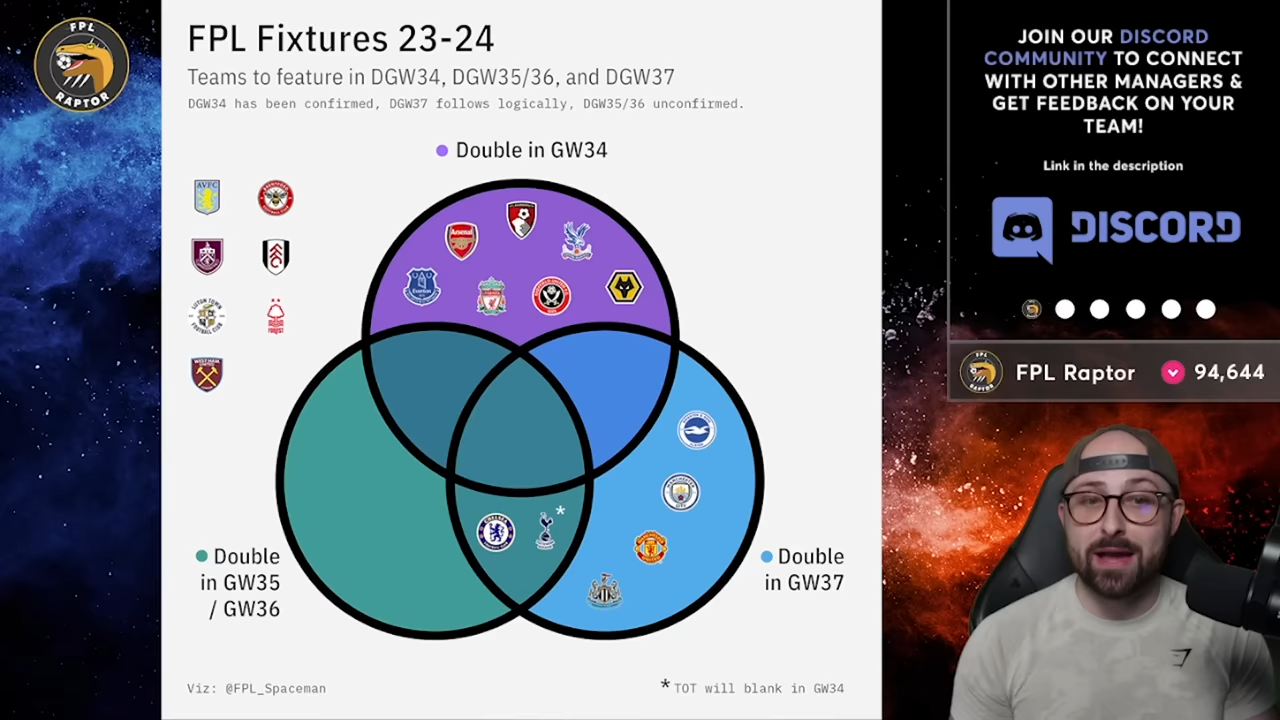 FPL
RAPTOR
FPL Fixtures 23-24
Teams to feature in DGW34, DGW35/36, and DGW37
DGW34 has been confirmed, DGW37 follows logically, DGW35/36 unconfirmed.
Double in GW34
AVFC
Arsenal
Everton
*
Double
in GW35
/ GW36
Double
in GW37
Viz: @FPL_Spaceman
* TOT will blank in GW34
JOIN OUR DISCORD
COMMUNITY TO CONNECT
WITH OTHER MANAGERS &
GET FEEDBACK ON YOUR
TEAM!
Link in the description
DISCORD
FPL Raptor 94,644